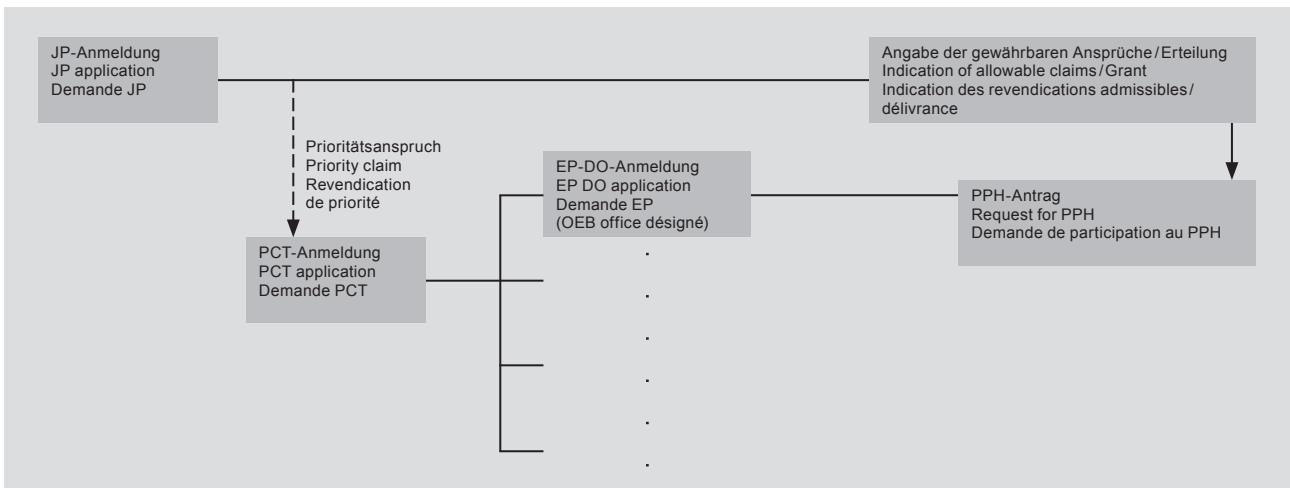 JP-Anmeldung
JP application
Demande JP
Angabe der gewährbaren Ansprüche/Erteilung
Indication of allowable claims/Grant
Indication des revendications admissibles/
délivrance
Prioritätsanspruch
Priority claim
Revendication
de priorité
EP-DO-Anmeldung
EP DO application
Demande EP
(OEB office désigné)
PPH-Antrag
Request for PPH
Demande de participation au PPH
PCT-Anmeldung
PCT application
Demande PCT